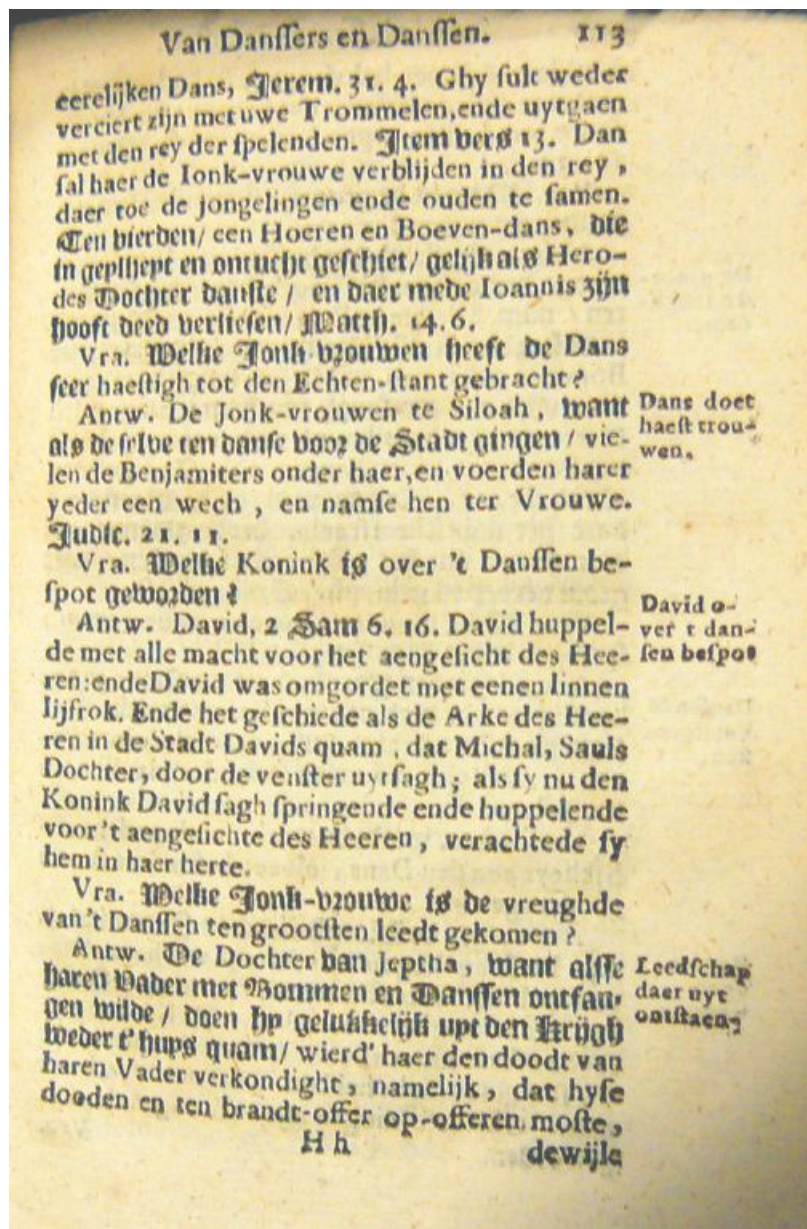 Van Danssers en Danssen. 113
eerelijken Dans, Jerem. 31. 4. Ghy sult weder
verciert zijn met uwe Trommelen, ende uytgaen
met den rey der spelenden. Item vers 13. Dan
sal haer de Ionk-vrouwe verblijden in den rey,
daer toe de jongelingen ende ouden te samen.
Ten vierden/ een Hoeren en Boeven-dans, die
in geylheyt en ontucht geschiet/ gelijk als Hero-
des Dochter danste / en daer mede Ioannis zijn
hooft deed verliesen/ Matth. 14. 6.
Vra. Welke Jonk-vrouwen heeft de Dans
seer haestigh tot den Echten-stant gebracht?
Antw. De Jonk-vrouwen te Siloah, want
als de selve ten danse voor de Stadt gingen / vie-
len de Benjamiters onder haer, en voerden harer
yeder een wech, en namse hen ter Vrouwe.
Judic. 21. 11.
Dans doet
haest trou-
wen.
Vra. Welke Konink is over 't Danssen be-
spot geworden?
Antw. David, 2 Sam 6. 16. David huppel-
de met alle macht voor het aengesicht des Hee-
ren: ende David was omgordet met eenen linnen
lijfrok. Ende het geschiede als de Arke des Hee-
ren in de Stadt Davids quam, dat Michal, Sauls
Dochter, door de venster uytsagh; als sy nu den
Konink David sagh springende ende huppelende
voor 't aengesichte des Heeren, verachtede sy
hem in haer herte.
David o-
ver t dan-
sen bespot
Vra. Welke Jonk-vrouwe is de vreughde
van 't Danssen ten grootsten leedt gekomen?
Antw. De Dochter van Jeptha, want alsse
haren Vader met Bommen en Danssen ontfan-
gen wilde / doen hy gelukkelijk uyt den Krijgh
weder t'huys quam/ wierd' haer den doodt van
haren Vader verkondight, namelijk, dat hyse
dooden en ten brandt-offer op-offeren moste,
Leedschap
daer uyt
ontstaen,
H h dewijle